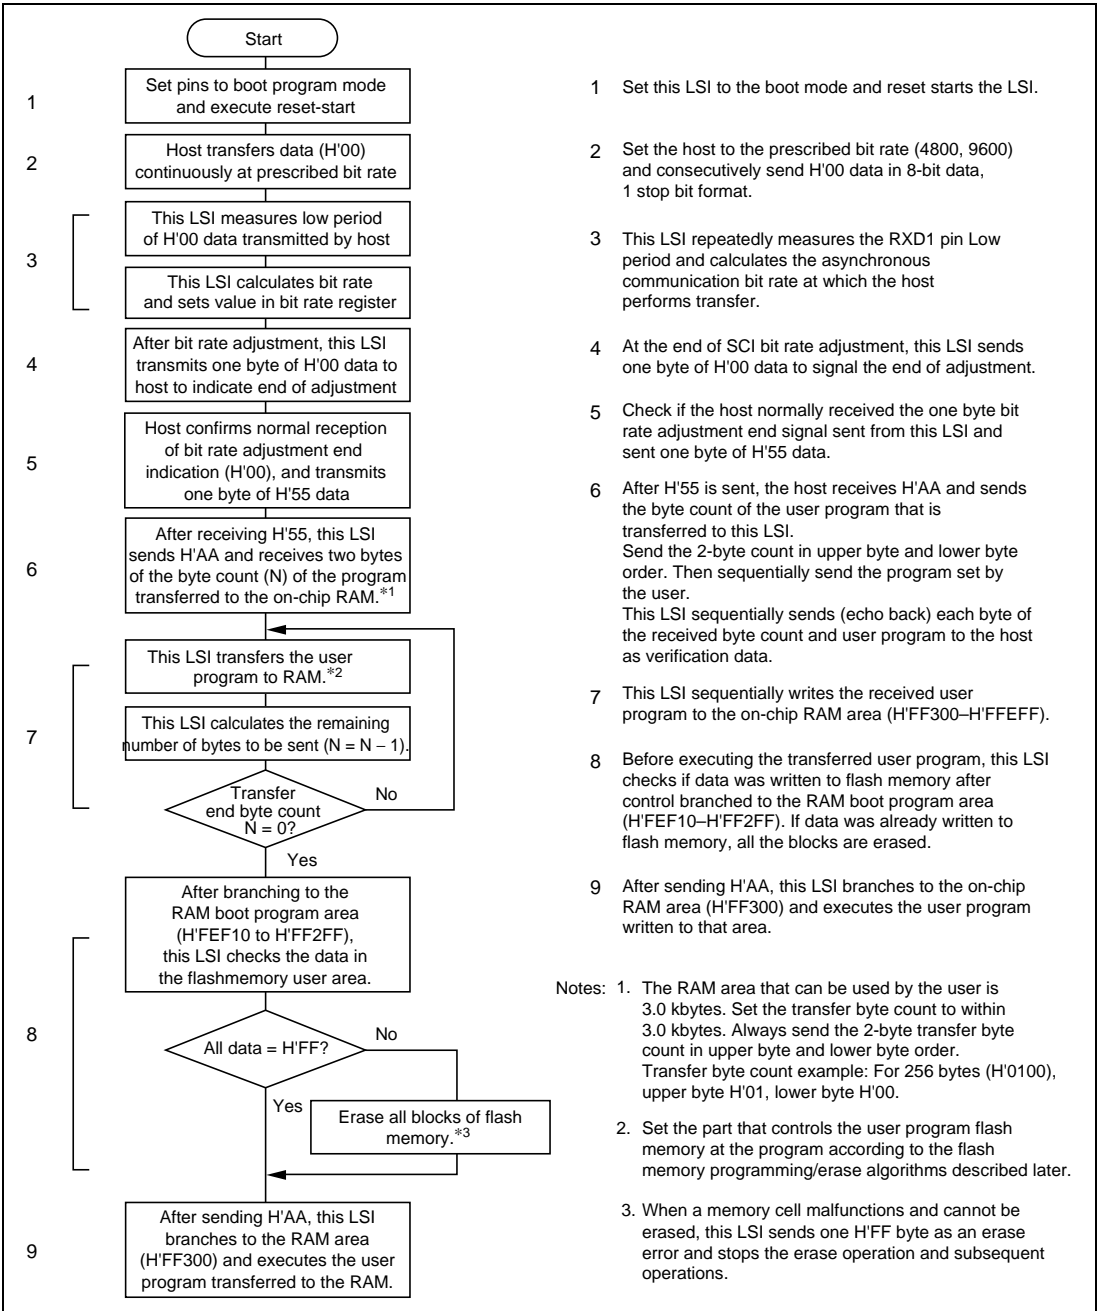 Start
1
Set pins to boot program mode
and execute reset-start
2
Host transfers data (H'00)
continuously at prescribed bit rate
3
This LSI measures low period
of H'00 data transmitted by host
This LSI calculates bit rate
and sets value in bit rate register
4
After bit rate adjustment, this LSI
transmits one byte of H'00 data to
host to indicate end of adjustment
5
Host confirms normal reception
of bit rate adjustment end
indication (H'00), and transmits
one byte of H'55 data
6
After receiving H'55, this LSI
sends H'AA and receives two bytes
of the byte count (N) of the program
transferred to the on-chip RAM.*1
7
This LSI transfers the user
program to RAM.*2
This LSI calculates the remaining
number of bytes to be sent (N = N − 1).
Transfer
end byte count
N = 0?
No
Yes
8
After branching to the
RAM boot program area
(H'FEF10 to H'FF2FF),
this LSI checks the data in
the flashmemory user area.
All data = H'FF?
No
Yes
Erase all blocks of flash
memory.*3
9
After sending H'AA, this LSI
branches to the RAM area
(H'FF300) and executes the user
program transferred to the RAM.
1 Set this LSI to the boot mode and reset starts the LSI.
2 Set the host to the prescribed bit rate (4800, 9600)
and consecutively send H'00 data in 8-bit data,
1 stop bit format.
3 This LSI repeatedly measures the RXD1 pin Low
period and calculates the asynchronous
communication bit rate at which the host
performs transfer.
4 At the end of SCI bit rate adjustment, this LSI sends
one byte of H'00 data to signal the end of adjustment.
5 Check if the host normally received the one byte bit
rate adjustment end signal sent from this LSI and
sent one byte of H'55 data.
6 After H'55 is sent, the host receives H'AA and sends
the byte count of the user program that is
transferred to this LSI.
Send the 2-byte count in upper byte and lower byte
order. Then sequentially send the program set by
the user.
This LSI sequentially sends (echo back) each byte of
the received byte count and user program to the host
as verification data.
7 This LSI sequentially writes the received user
program to the on-chip RAM area (H'FF300–H'FFEFF).
8 Before executing the transferred user program, this LSI
checks if data was written to flash memory after
control branched to the RAM boot program area
(H'FEF10–H'FF2FF). If data was already written to
flash memory, all the blocks are erased.
9 After sending H'AA, this LSI branches to the on-chip
RAM area (H'FF300) and executes the user program
written to that area.
Notes: 1. The RAM area that can be used by the user is
3.0 kbytes. Set the transfer byte count to within
3.0 kbytes. Always send the 2-byte transfer byte
count in upper byte and lower byte order.
Transfer byte count example: For 256 bytes (H'0100),
upper byte H'01, lower byte H'00.
2. Set the part that controls the user program flash
memory at the program according to the flash
memory programming/erase algorithms described later.
3. When a memory cell malfunctions and cannot be
erased, this LSI sends one H'FF byte as an erase
error and stops the erase operation and subsequent
operations.